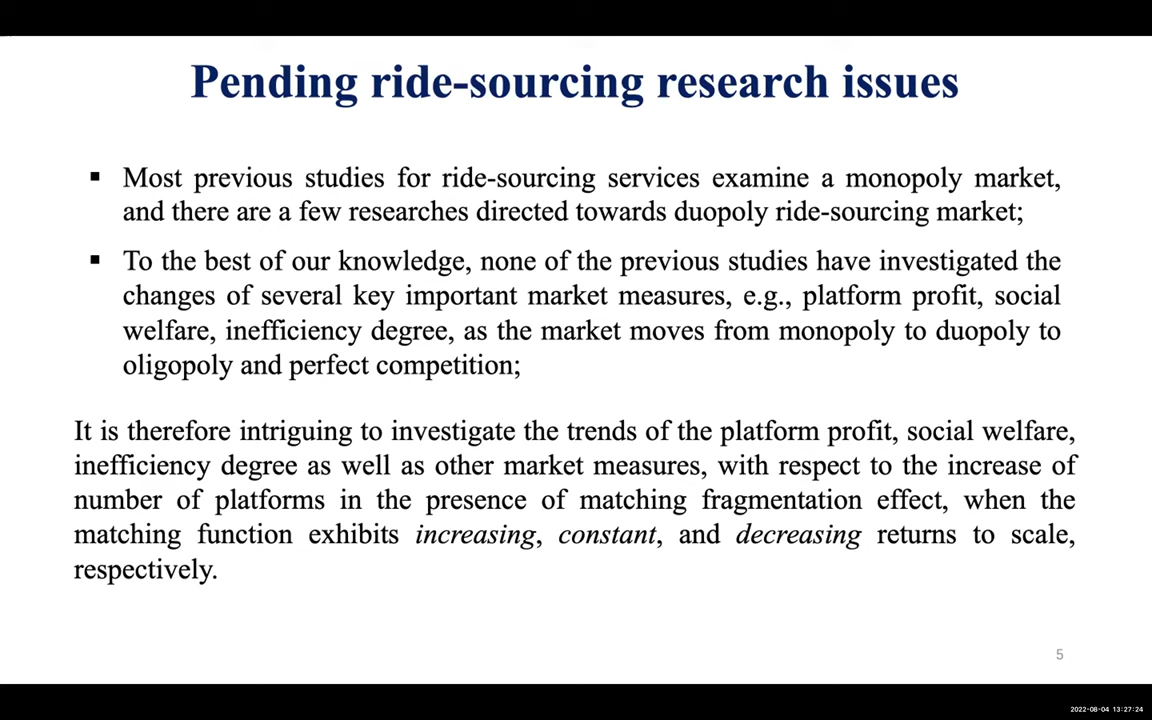 Pending ride-sourcing research issues
▪ Most previous studies for ride-sourcing services examine a monopoly market,
and there are a few researches directed towards duopoly ride-sourcing market;
▪ To the best of our knowledge, none of the previous studies have investigated the
changes of several key important market measures, e.g., platform profit, social
welfare, inefficiency degree, as the market moves from monopoly to duopoly to
oligopoly and perfect competition;
It is therefore intriguing to investigate the trends of the platform profit, social welfare,
inefficiency degree as well as other market measures, with respect to the increase of
number of platforms in the presence of matching fragmentation effect, when the
matching function exhibits increasing, constant, and decreasing returns to scale,
respectively.
5
2022-08-04 13:27:24